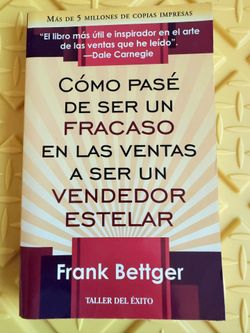 MÁS DE 5 MILLONES DE COPIAS IMPRESAS
"El libro más útil e inspirador en el arte
de las ventas que he leído".
—Dale Carnegie
CÓMO PASÉ
DE SER UN
FRACASO
EN LAS VENTAS
A SER UN
VENDEDOR
ESTELAR
Frank Bettger
TALLER DEL ÉXITO